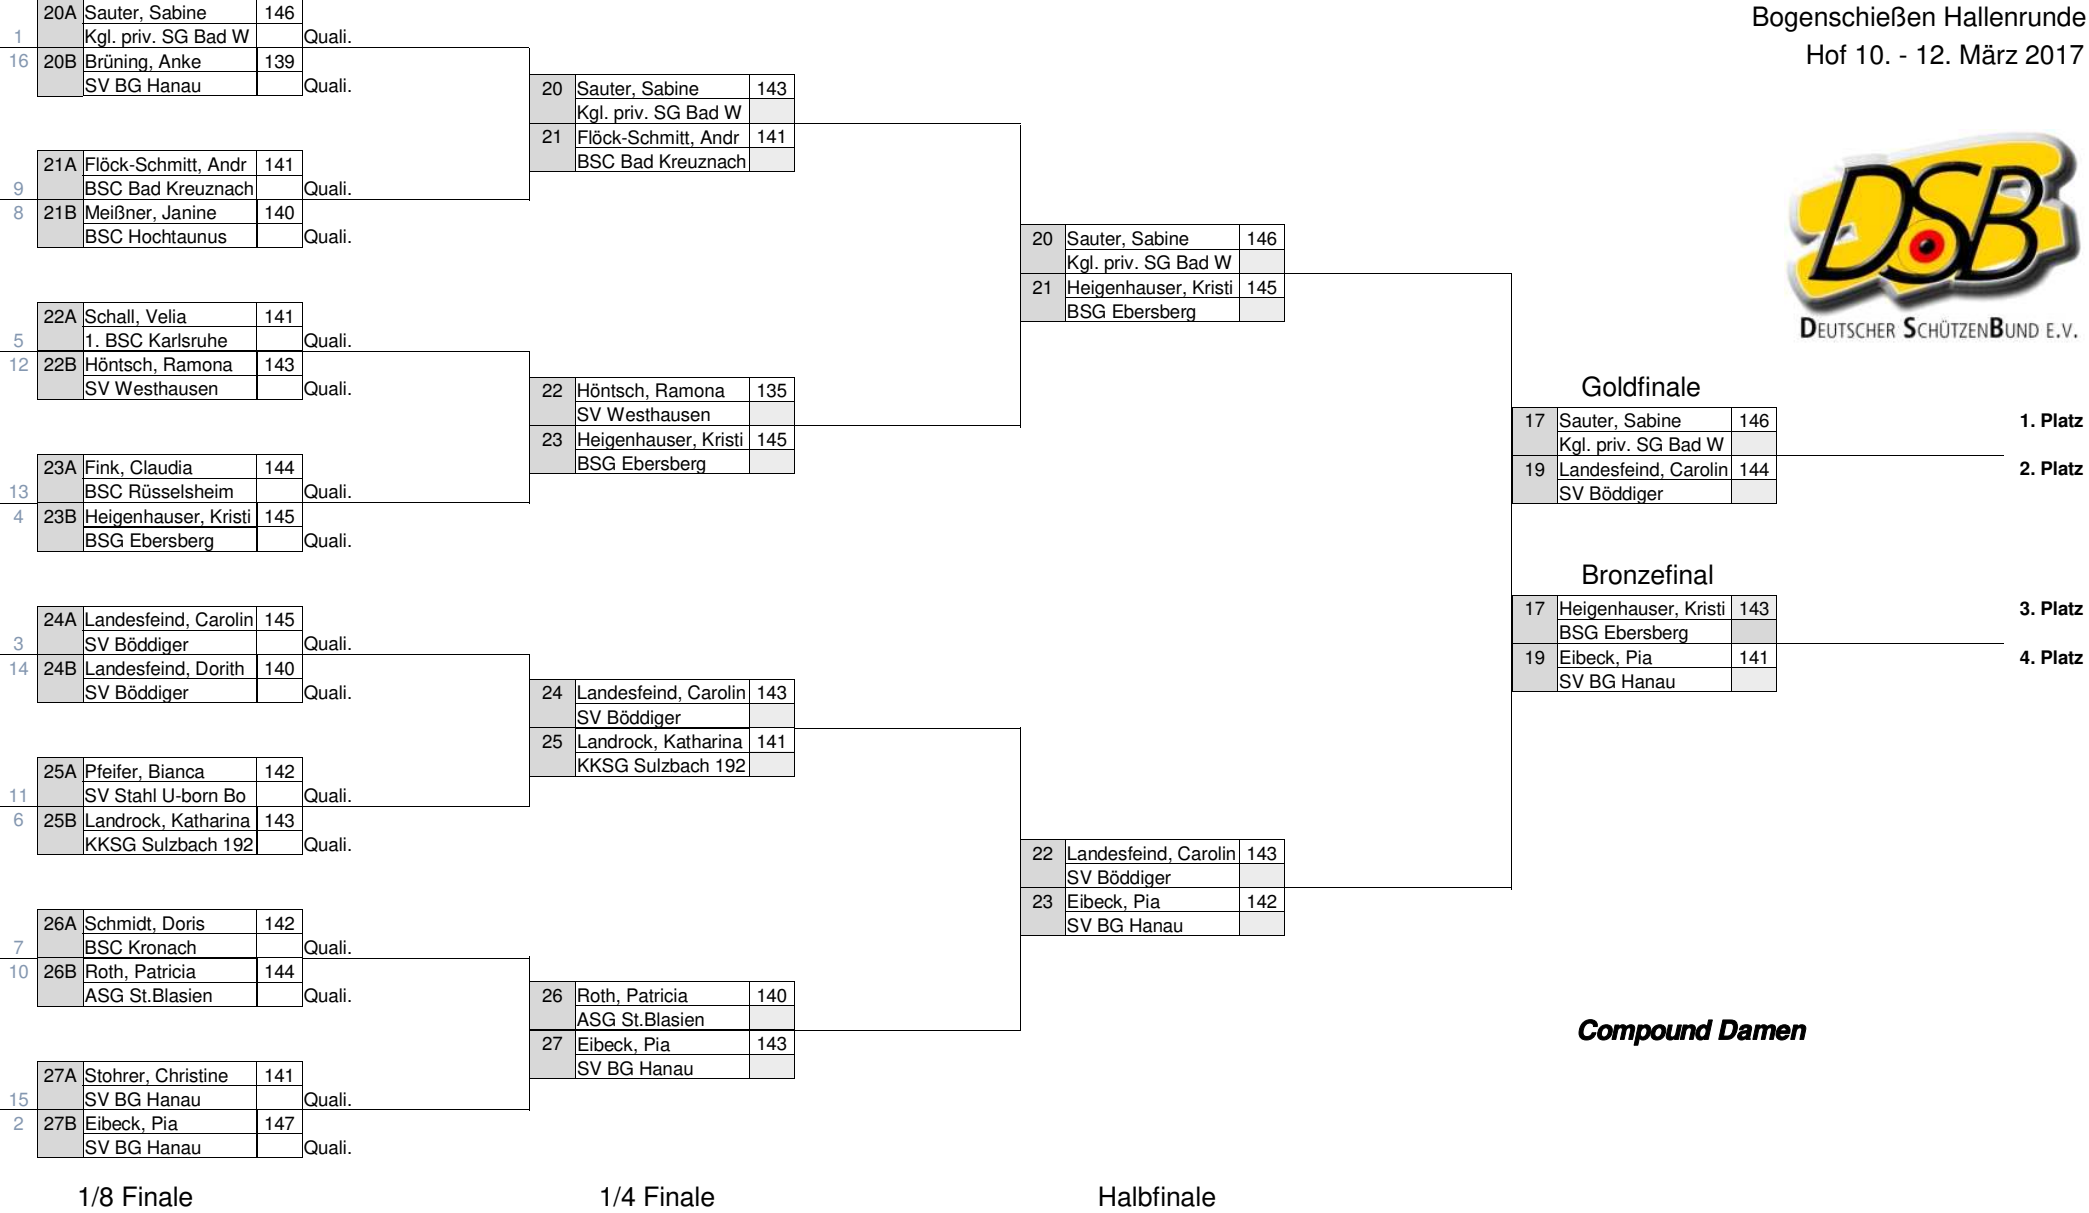 Bogenschießen Hallenrunde
Hof 10. - 12. März 2017
DSB
DEUTSCHER SCHÜTZENBUND E.V.
20A Sauter, Sabine 146
1 Kgl. priv. SG Bad W Quali.
16 20B Brüning, Anke 139
SV BG Hanau Quali.
21A Flöck-Schmitt, Andr 141
9 BSC Bad Kreuznach Quali.
8 21B Meißner, Janine 140
BSC Hochtaunus Quali.
22A Schall, Velia 141
5 1. BSC Karlsruhe Quali.
12 22B Höntsch, Ramona 143
SV Westhausen Quali.
23A Fink, Claudia 144
13 BSC Rüsselsheim Quali.
4 23B Heigenhauser, Kristi 145
BSG Ebersberg Quali.
24A Landesfeind, Carolin 145
3 SV Böddiger Quali.
14 24B Landesfeind, Dorith 140
SV Böddiger Quali.
25A Pfeifer, Bianca 142
11 SV Stahl U-born Bo Quali.
6 25B Landrock, Katharina 143
KKSG Sulzbach 192 Quali.
26A Schmidt, Doris 142
7 BSC Kronach Quali.
10 26B Roth, Patricia 144
ASG St.Blasien Quali.
27A Stohrer, Christine 141
15 SV BG Hanau Quali.
2 27B Eibeck, Pia 147
SV BG Hanau Quali.
1/8 Finale
20 Sauter, Sabine 143
Kgl. priv. SG Bad W
21 Flöck-Schmitt, Andr 141
BSC Bad Kreuznach
22 Höntsch, Ramona 135
SV Westhausen
23 Heigenhauser, Kristi 145
BSG Ebersberg
24 Landesfeind, Carolin 143
SV Böddiger
25 Landrock, Katharina 141
KKSG Sulzbach 192
26 Roth, Patricia 140
ASG St.Blasien
27 Eibeck, Pia 143
SV BG Hanau
1/4 Finale
20 Sauter, Sabine 146
Kgl. priv. SG Bad W
21 Heigenhauser, Kristi 145
BSG Ebersberg
22 Landesfeind, Carolin 143
SV Böddiger
23 Eibeck, Pia 142
SV BG Hanau
Halbfinale
Goldfinale
17 Sauter, Sabine 146 1. Platz
Kgl. priv. SG Bad W
19 Landesfeind, Carolin 144 2. Platz
SV Böddiger
Bronzefinal
17 Heigenhauser, Kristi 143 3. Platz
BSG Ebersberg
19 Eibeck, Pia 141 4. Platz
SV BG Hanau
Compound Damen